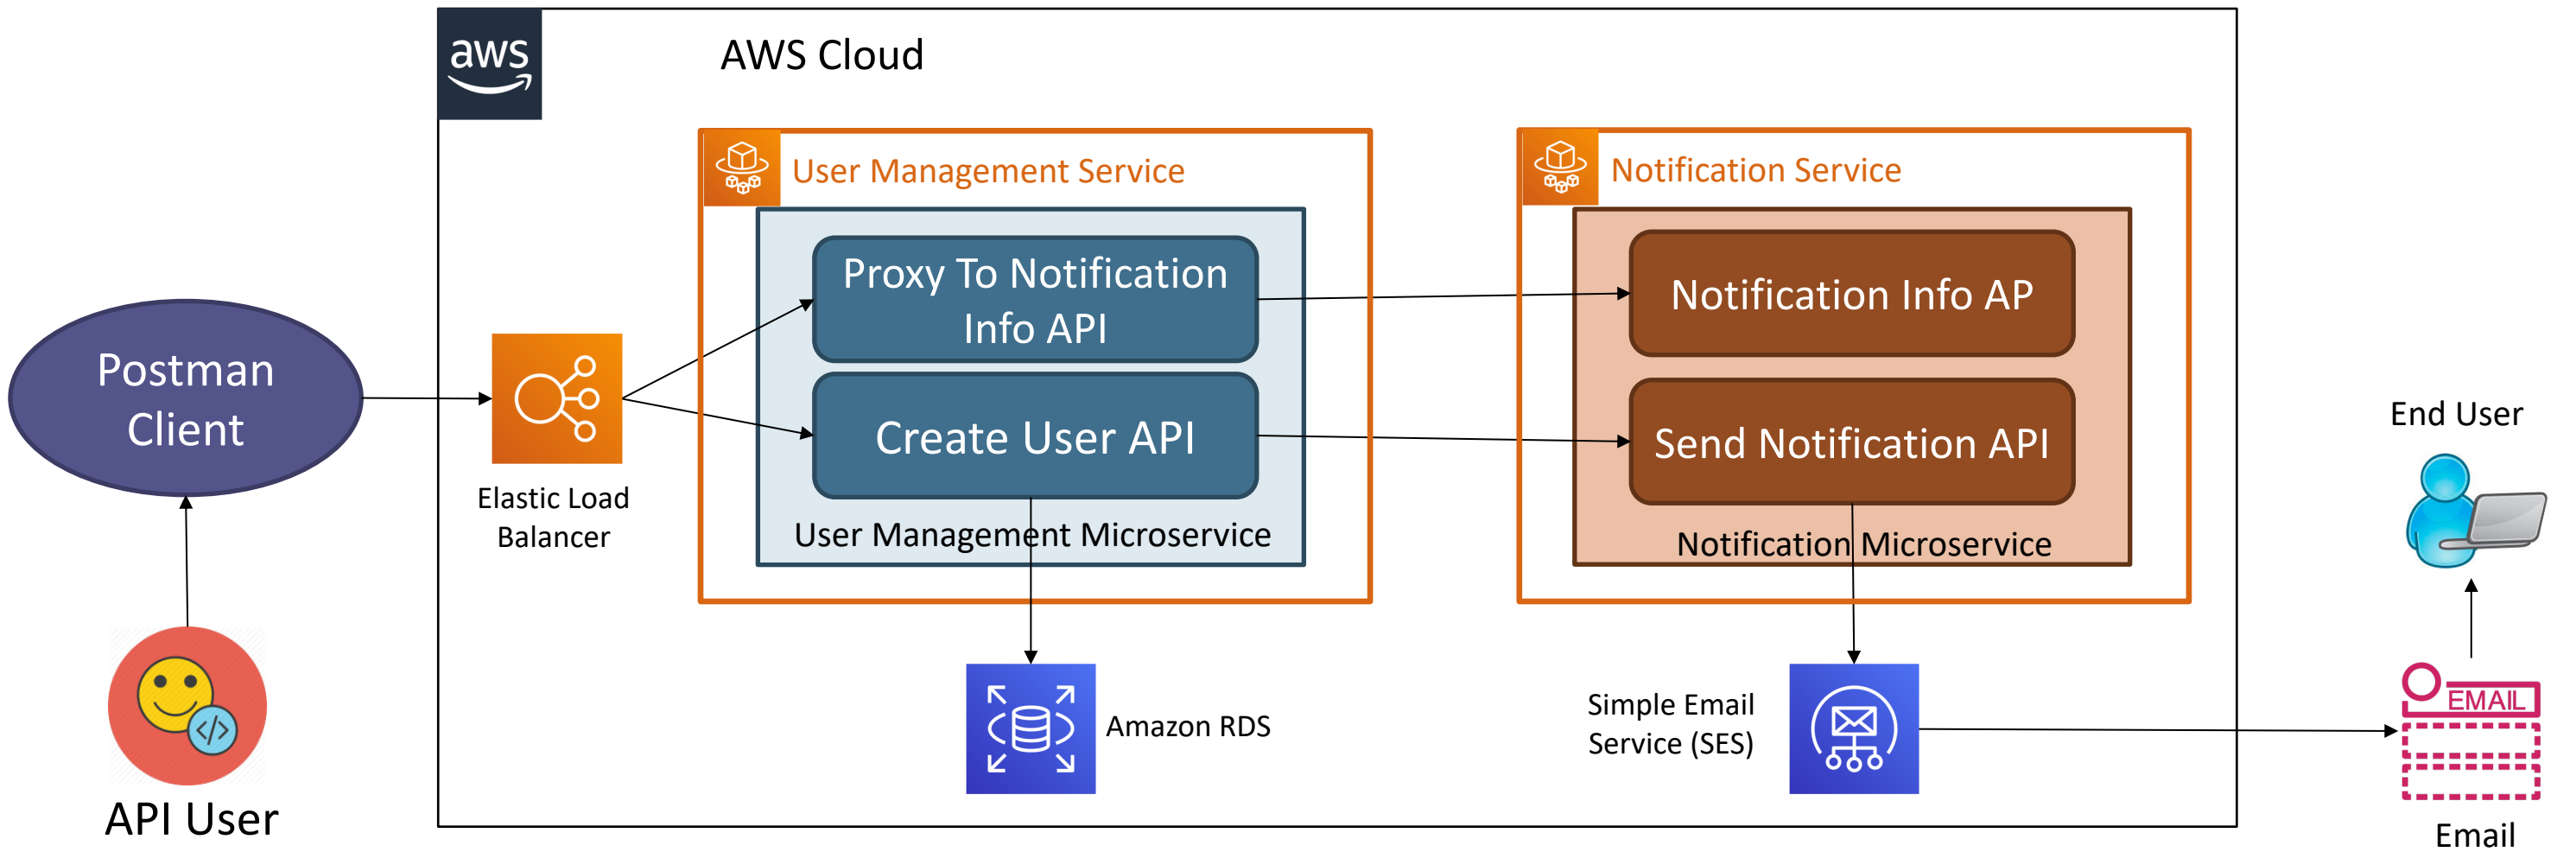 aws
AWS Cloud
User Management Service
Notification Service
Proxy To Notification
Info API
Notification Info AP
Postman
Client
Create User API
Send Notification API
End User
Elastic Load
Balancer
User Management Microservice
Notification Microservice
</>
Amazon RDS
Simple Email
Service (SES)
EMAIL
API User
Email